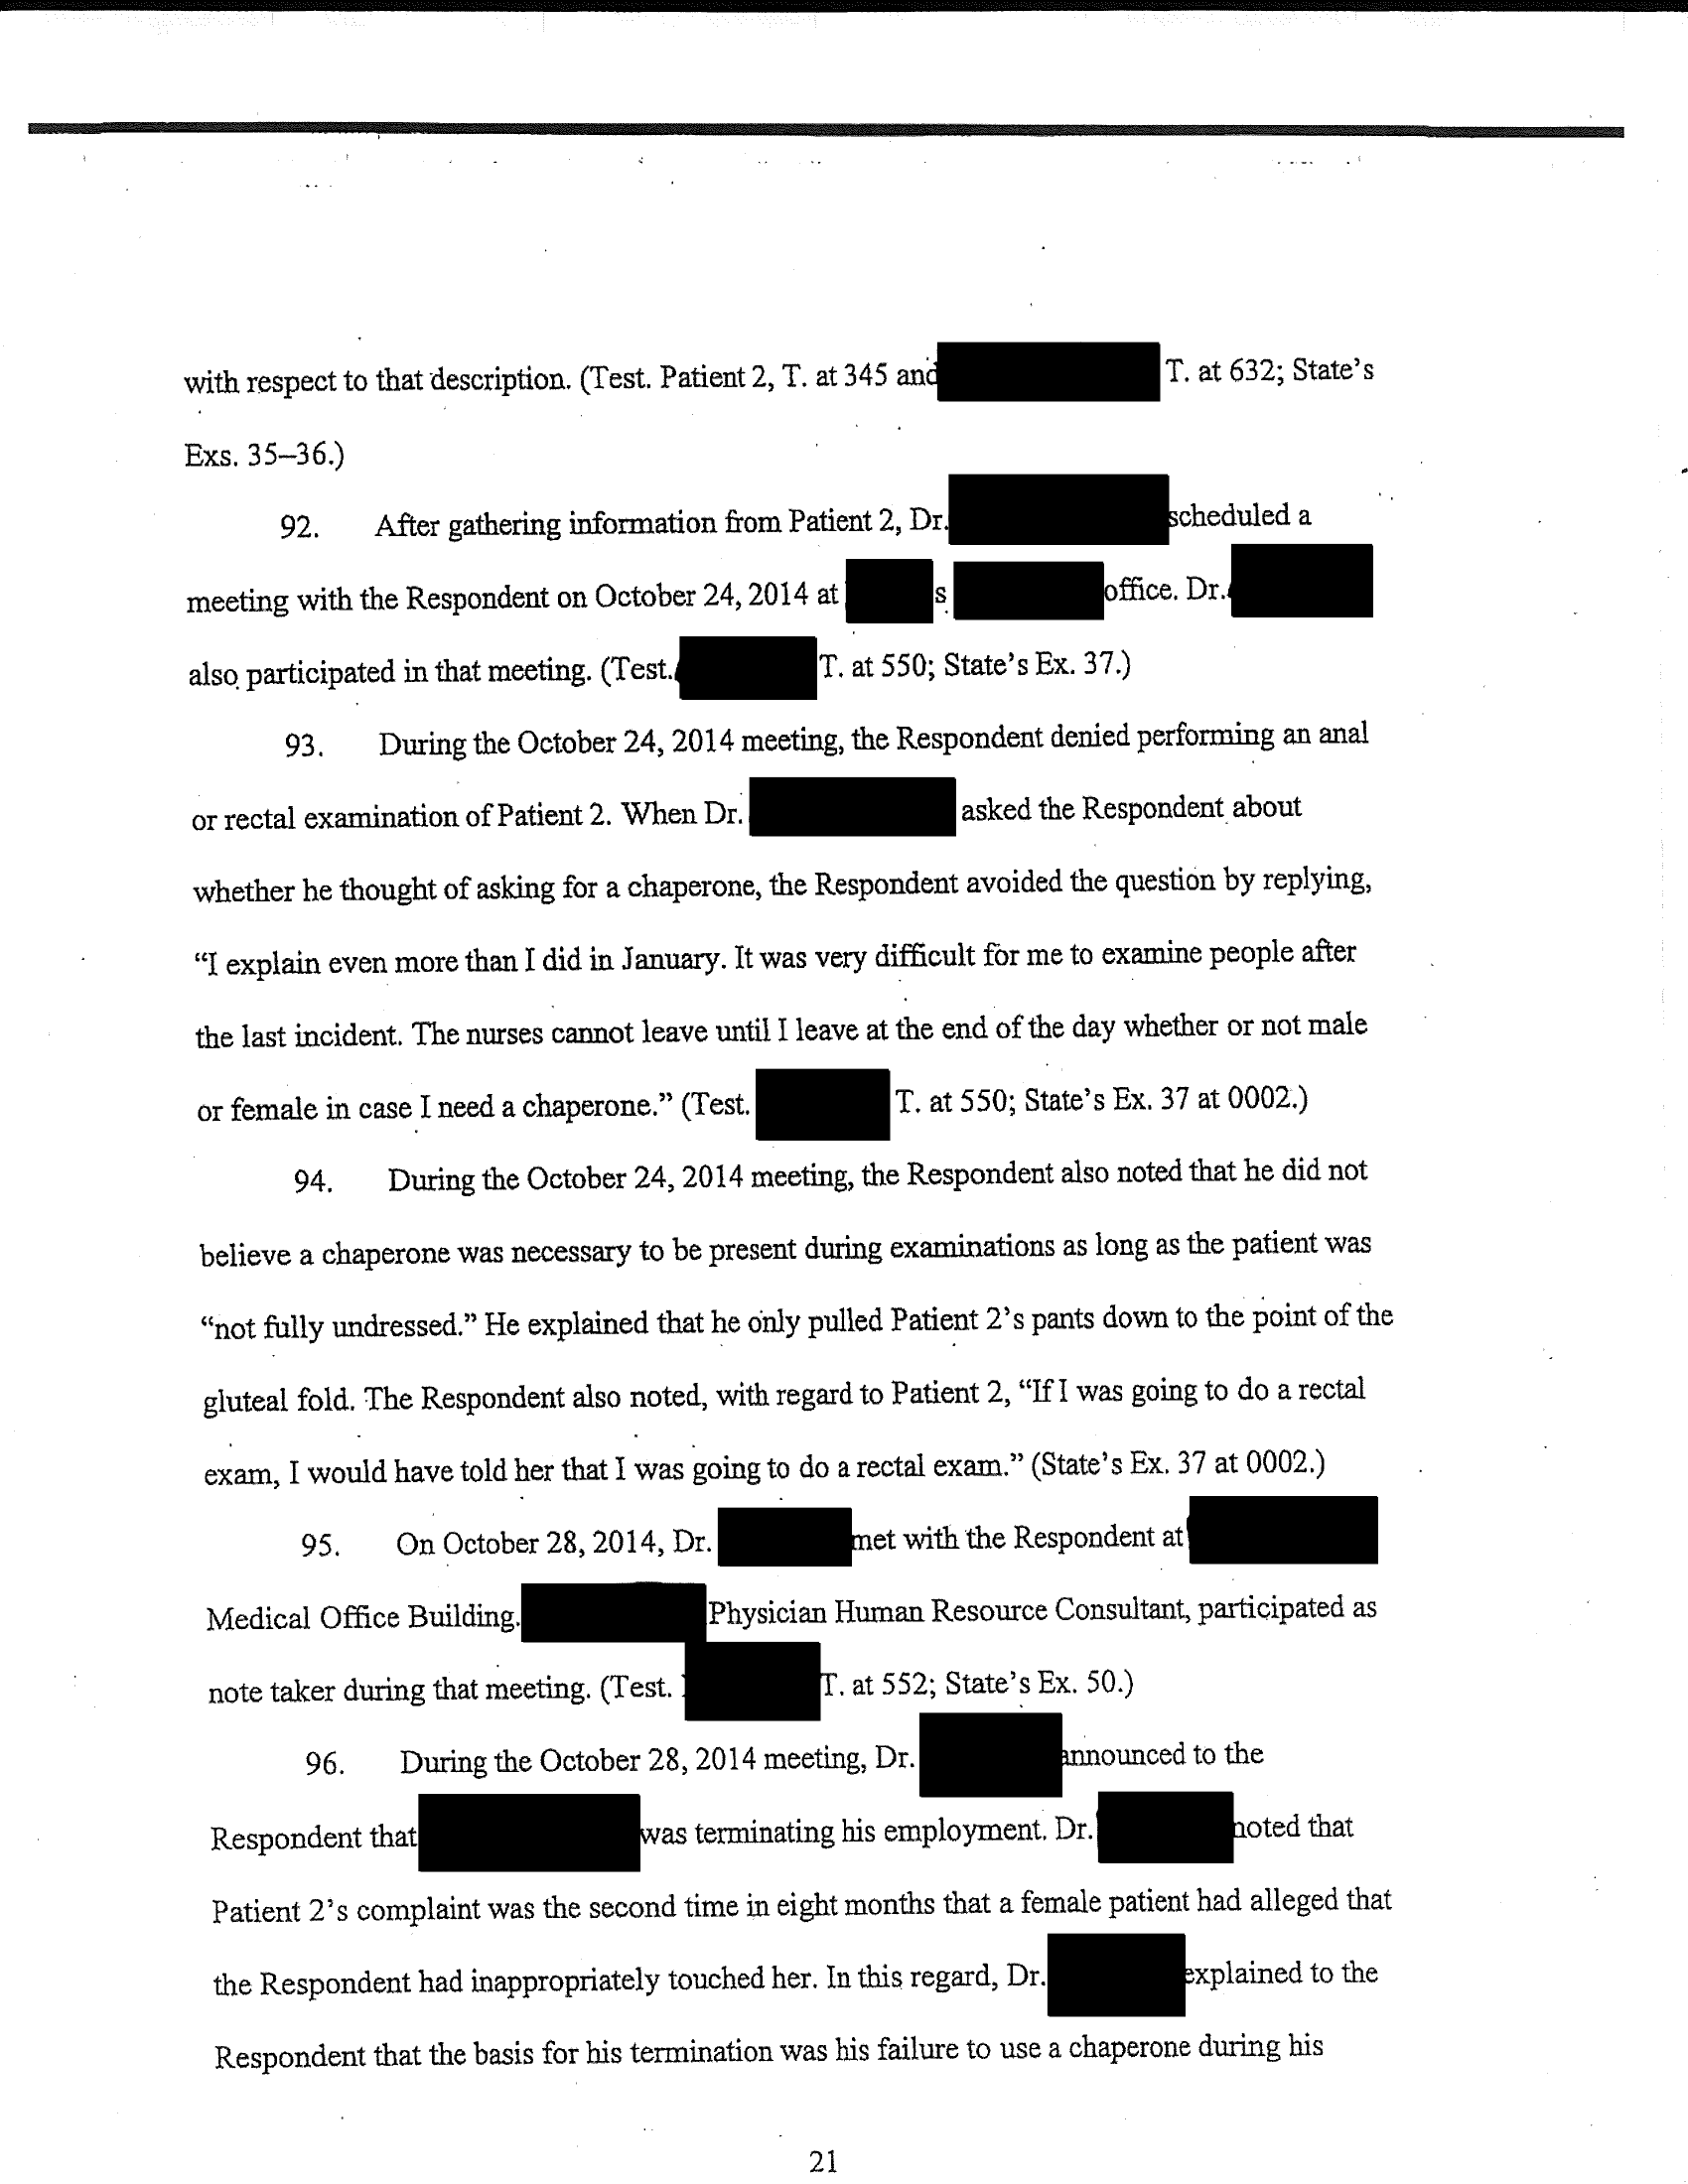 with respect to that description. (Test. Patient 2, T. at 345 and T. at 632; State's
Exs. 35–36.)
92. After gathering information from Patient 2, Dr. scheduled a
meeting with the Respondent on October 24, 2014 at s office. Dr.
also participated in that meeting. (Test. T. at 550; State's Ex. 37.)
93. During the October 24, 2014 meeting, the Respondent denied performing an anal
or rectal examination of Patient 2. When Dr. asked the Respondent about
whether he thought of asking for a chaperone, the Respondent avoided the question by replying,
“I explain even more than I did in January. It was very difficult for me to examine people after
the last incident. The nurses cannot leave until I leave at the end of the day whether or not male
or female in case I need a chaperone.” (Test. T. at 550; State's Ex. 37 at 0002.)
94. During the October 24, 2014 meeting, the Respondent also noted that he did not
believe a chaperone was necessary to be present during examinations as long as the patient was
“not fully undressed.” He explained that he only pulled Patient 2's pants down to the point of the
gluteal fold. The Respondent also noted, with regard to Patient 2, “If I was going to do a rectal
exam, I would have told her that I was going to do a rectal exam.” (State's Ex. 37 at 0002.)
95. On October 28, 2014, Dr. met with the Respondent at
Medical Office Building. Physician Human Resource Consultant, participated as
note taker during that meeting. (Test. T. at 552; State's Ex. 50.)
96. During the October 28, 2014 meeting, Dr. announced to the
Respondent that was terminating his employment. Dr. noted that
Patient 2's complaint was the second time in eight months that a female patient had alleged that
the Respondent had inappropriately touched her. In this regard, Dr. explained to the
Respondent that the basis for his termination was his failure to use a chaperone during his
21